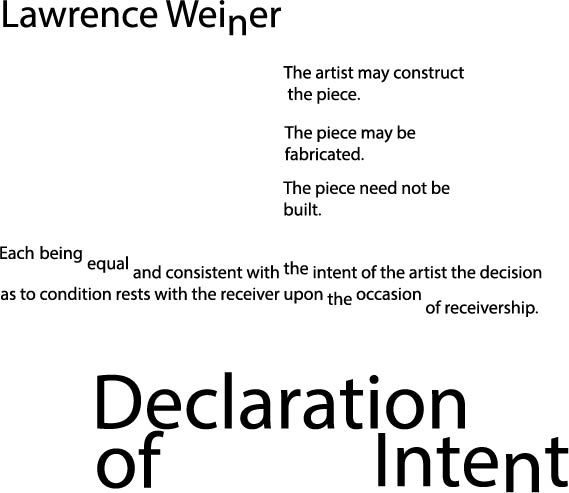 Lawrence Weiner
The artist may construct
the piece.
The piece may be
fabricated.
The piece need not be
built.
Each being equal and consistent with the intent of the artist the decision
as to condition rests with the receiver upon the occasion of receivership.
Declaration
of Intent